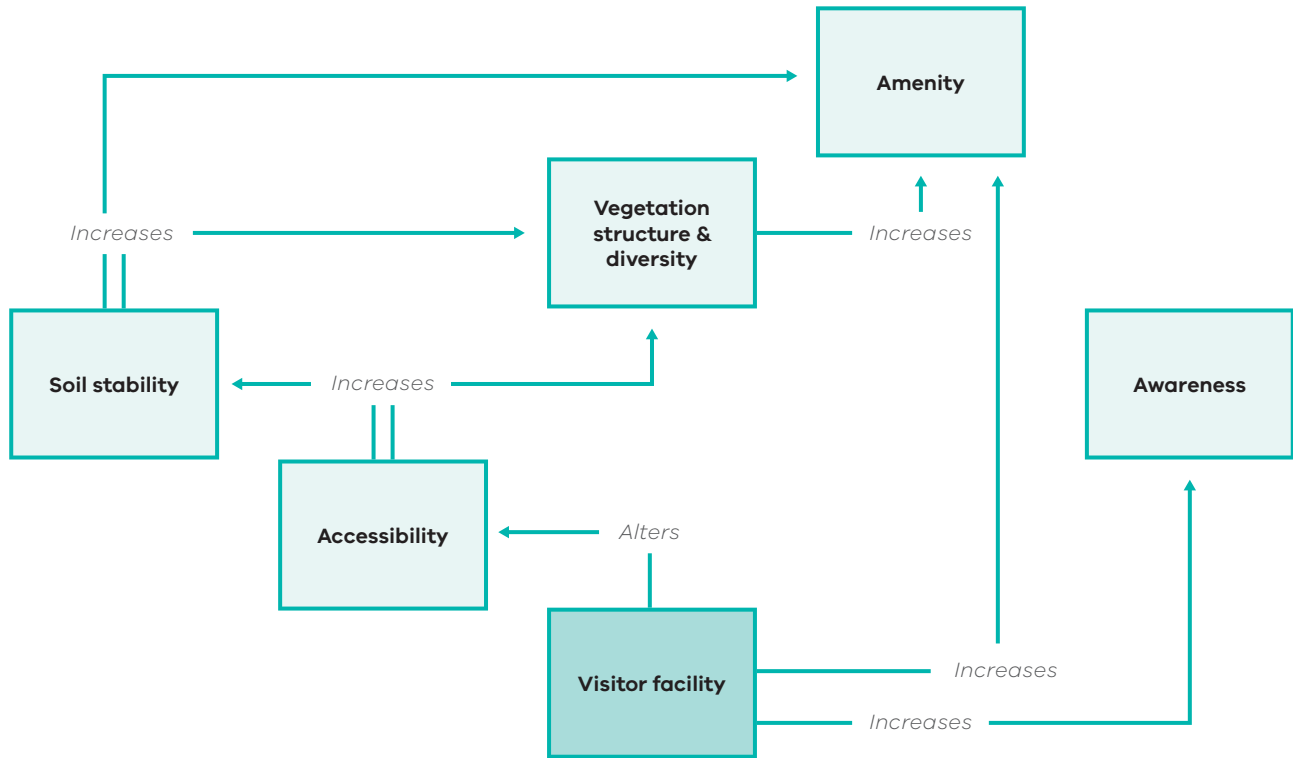 Amenity
Vegetation
structure &
diversity
Increases
Increases
Soil stability
Increases
Awareness
Accessibility
Alters
Visitor facility
Increases
Increases